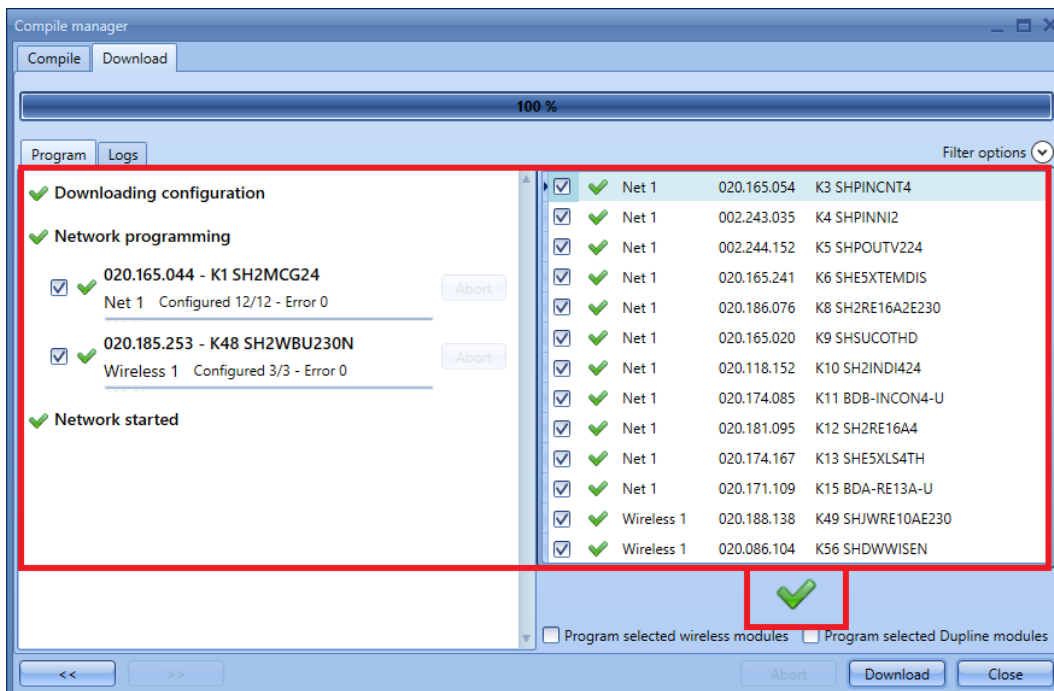 Compile manager
Compile Download
100 %
Program Logs
Filter options
Downloading configuration
Network programming
020.165.044 - K1 SH2MCG24
Net 1 Configured 12/12 - Error 0
Abort
020.185.253 - K48 SH2WBU230N
Wireless 1 Configured 3/3 - Error 0
Abort
Network started
Net 1 020.165.054 K3 SHPINCNT4
Net 1 002.243.035 K4 SHPINNI2
Net 1 002.244.152 K5 SHPOUTV224
Net 1 020.165.241 K6 SHE5XTEMDIS
Net 1 020.186.076 K8 SH2RE16A2E230
Net 1 020.165.020 K9 SHSUCOTHD
Net 1 020.118.152 K10 SH2INDI424
Net 1 020.174.085 K11 BDB-INCON4-U
Net 1 020.181.095 K12 SH2RE16A4
Net 1 020.174.167 K13 SHE5XLS4TH
Net 1 020.171.109 K15 BDA-RE13A-U
Wireless 1 020.188.138 K49 SHJWRE10AE230
Wireless 1 020.086.104 K56 SHDWWISEN
Program selected wireless modules Program selected Dupline modules
<< >> Abort Download Close